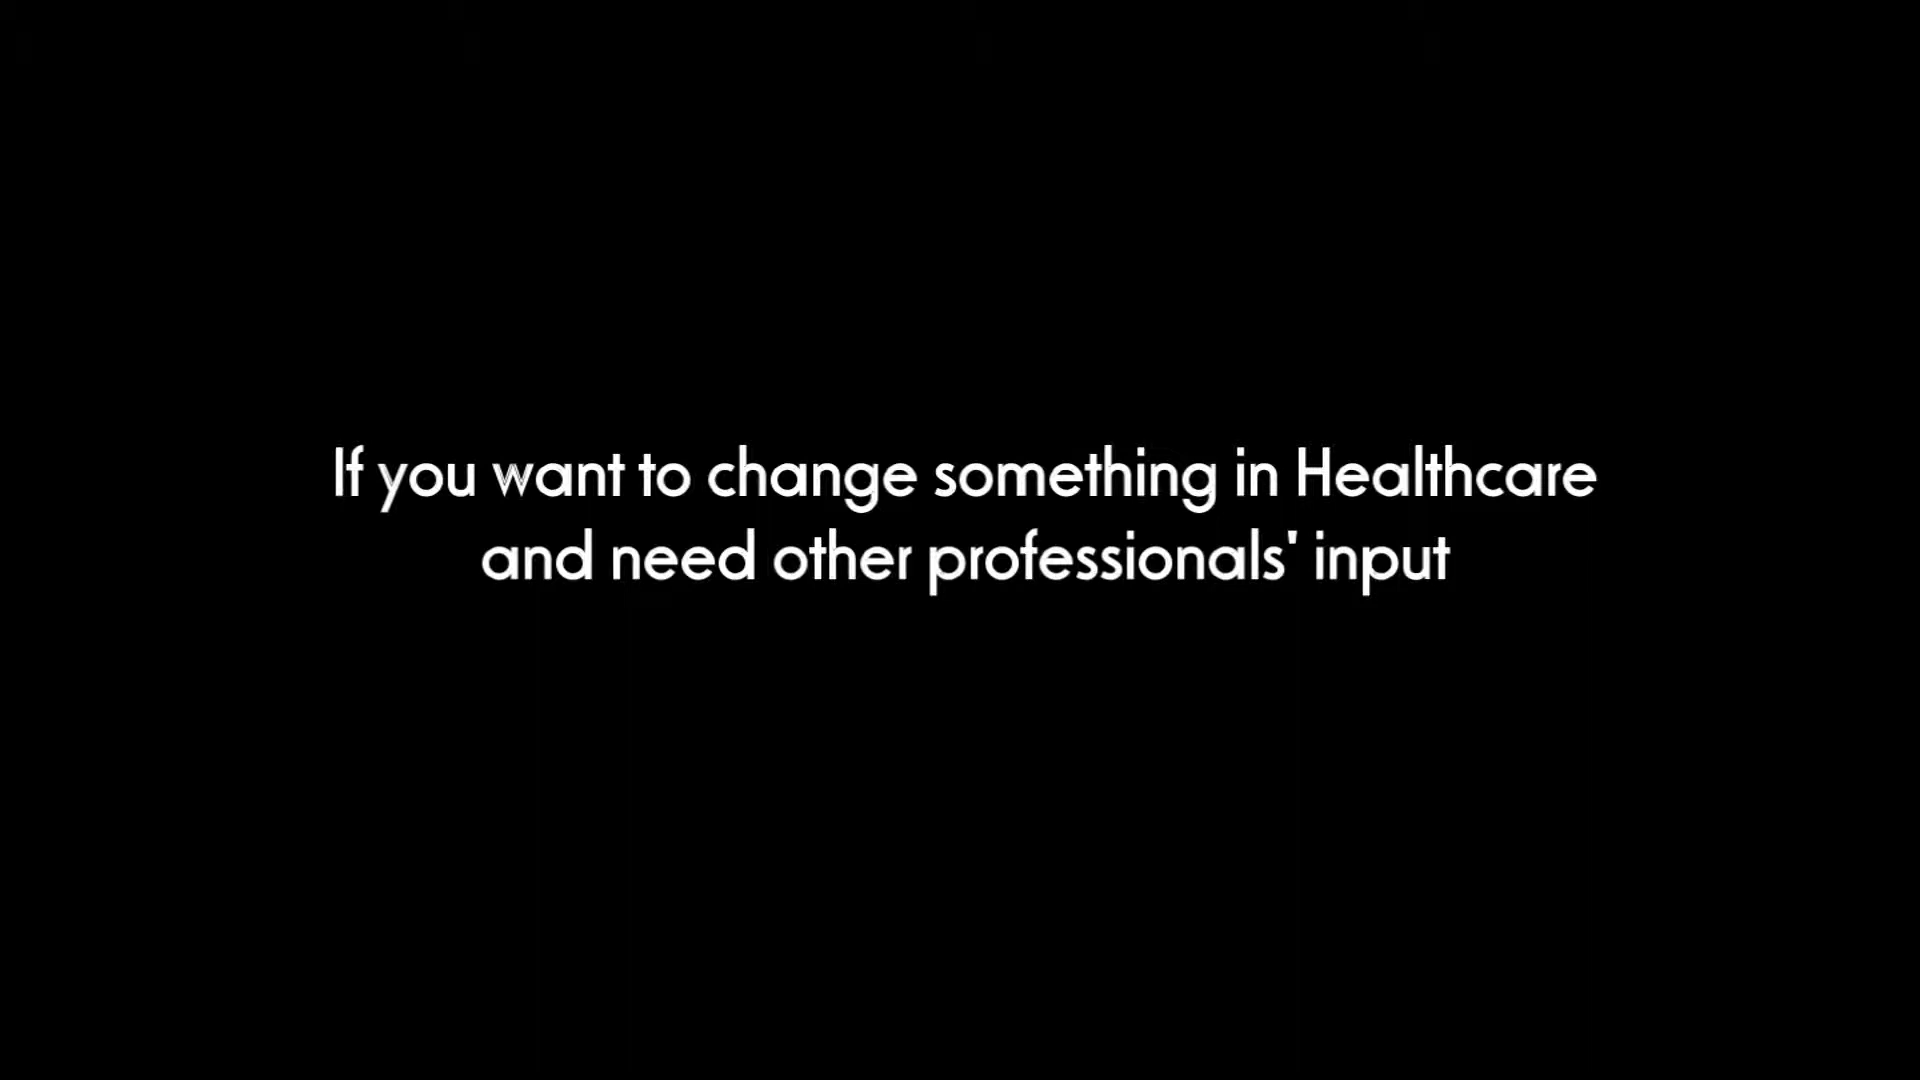 If you want to change something in Healthcare
and need other professionals' input